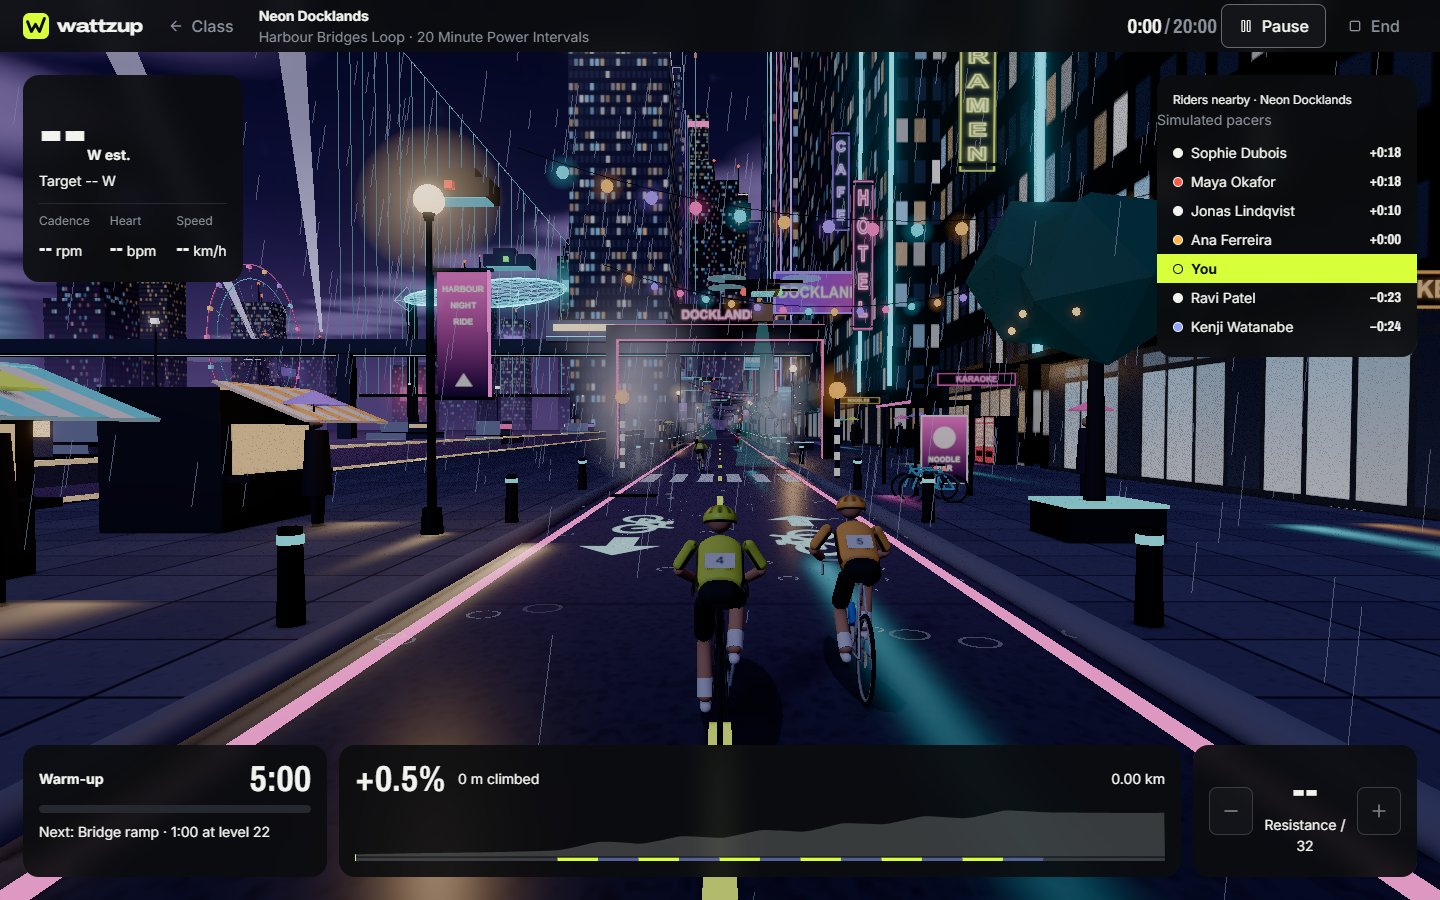 wattzup
← Class
Neon Docklands
Harbour Bridges Loop · 20 Minute Power Intervals
0:00 / 20:00
Pause
End
--
W est.
Target -- W
Cadence Heart Speed
-- rpm -- bpm -- km/h
Riders nearby · Neon Docklands
Simulated pacers
Sophie Dubois +0:18
Maya Okafor +0:18
Jonas Lindqvist +0:10
Ana Ferreira +0:00
You
Ravi Patel −0:23
Kenji Watanabe −0:24
RAMEN
CAFE
HOTEL
HARBOUR
NIGHT
RIDE
DOCKLAND
DOCKLAND
KARAOKE
NOODLE
BAR
4
5
Warm-up 5:00
Next: Bridge ramp · 1:00 at level 22
+0.5% 0 m climbed 0.00 km
−
--
+
Resistance /
32